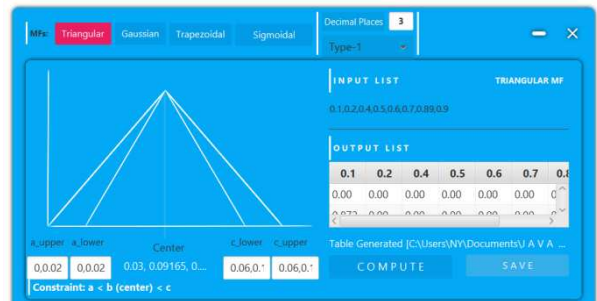 MFs: Triangular Gaussian Trapezoidal Sigmoidal
Decimal Places 3
Type-1
INPUT LIST TRIANGULAR MF
0.1,0.2,0.4,0.5,0.6,0.7,0.89,0.9
OUTPUT LIST
0.1 0.2 0.4 0.5 0.6 0.7
0.00 0.00 0.00 0.00 0.00 0.00
a_upper a_lower Center c_lower c_upper
0,0.02 0,0.02 0.03, 0.09165, 0.... 0.06,0.1 0.06,0.1
Table Generated [C:\Users\NY\Documents\J A V A ...
COMPUTE SAVE
Constraint: a < b (center) < c